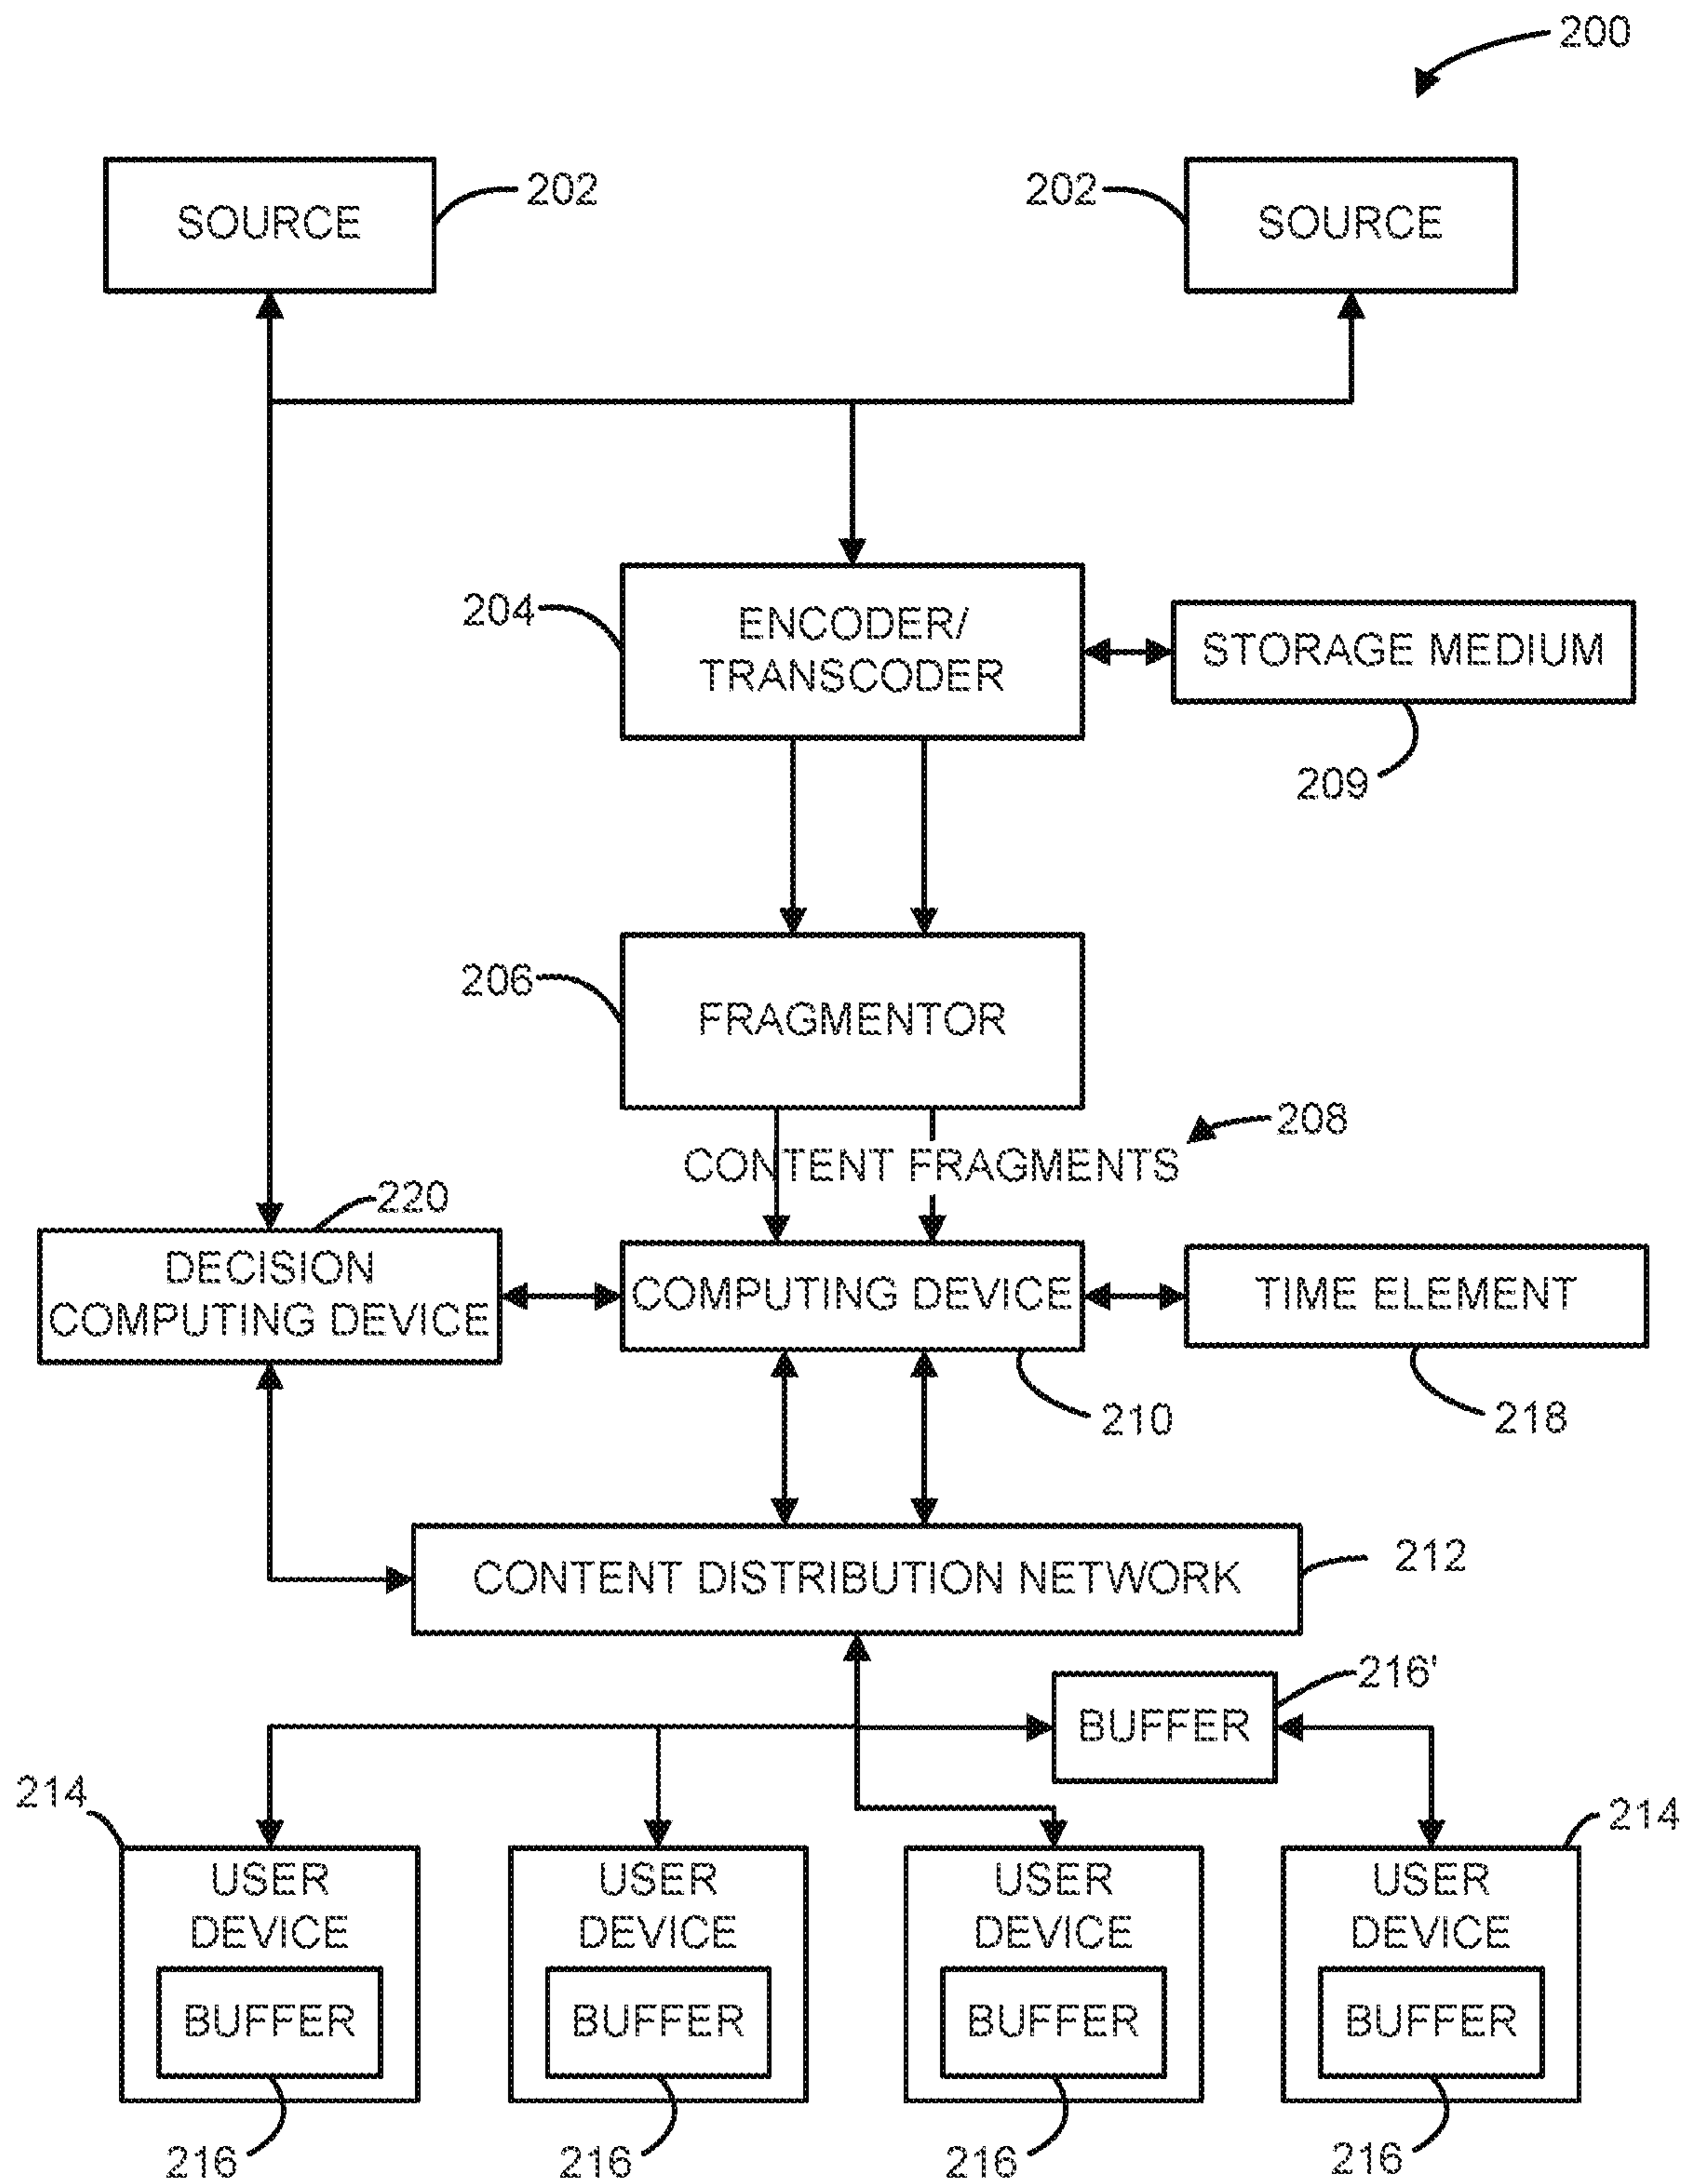 200
202
202
SOURCE
SOURCE
204
ENCODER/
TRANSCODER
STORAGE MEDIUM
209
206
FRAGMENTOR
208
CONTENT FRAGMENTS
220
DECISION
COMPUTING DEVICE
COMPUTING DEVICE
TIME ELEMENT
210
218
CONTENT DISTRIBUTION NETWORK
212
216'
BUFFER
214
214
USER
DEVICE
BUFFER
USER
DEVICE
BUFFER
USER
DEVICE
BUFFER
USER
DEVICE
BUFFER
216
216
216
216